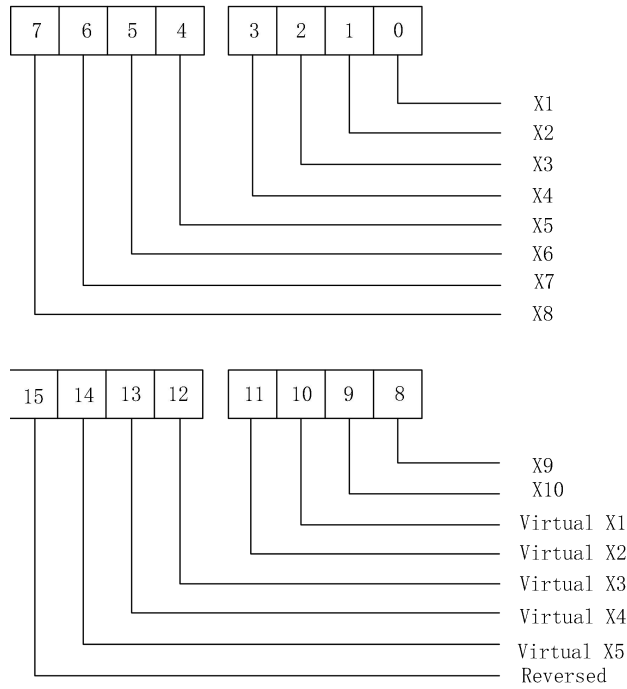 7 6 5 4 3 2 1 0
X1
X2
X3
X4
X5
X6
X7
X8
15 14 13 12 11 10 9 8
X9
X10
Virtual X1
Virtual X2
Virtual X3
Virtual X4
Virtual X5
Reversed